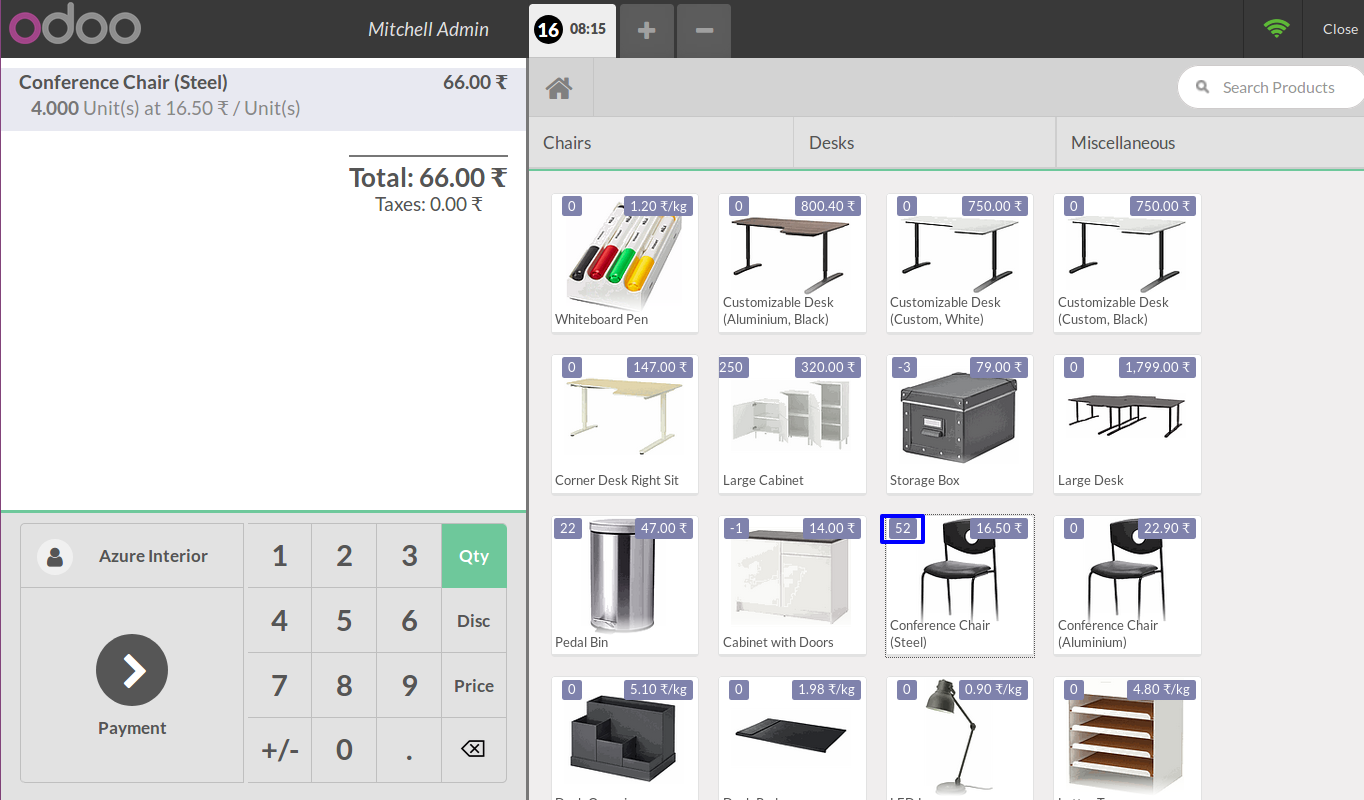 odoo
Mitchell Admin
16 08:15
Close
Conference Chair (Steel) 66.00 ₹
4.000 Unit(s) at 16.50 ₹ / Unit(s)
Total: 66.00 ₹
Taxes: 0.00 ₹
Azure Interior
Payment
1 2 3 Qty
4 5 6 Disc
7 8 9 Price
+/- 0 .
Search Products
Chairs Desks Miscellaneous
0 1.20 ₹/kg
Whiteboard Pen
0 800.40 ₹
Customizable Desk
(Aluminium, Black)
0 750.00 ₹
Customizable Desk
(Custom, White)
0 750.00 ₹
Customizable Desk
(Custom, Black)
0 147.00 ₹
Corner Desk Right Sit
250 320.00 ₹
Large Cabinet
-3 79.00 ₹
Storage Box
0 1,799.00 ₹
Large Desk
22 47.00 ₹
Pedal Bin
-1 14.00 ₹
Cabinet with Doors
52 16.50 ₹
Conference Chair
(Steel)
0 22.90 ₹
Conference Chair
(Aluminium)
0 5.10 ₹/kg
0 1.98 ₹/kg
0 0.90 ₹/kg
0 4.80 ₹/kg